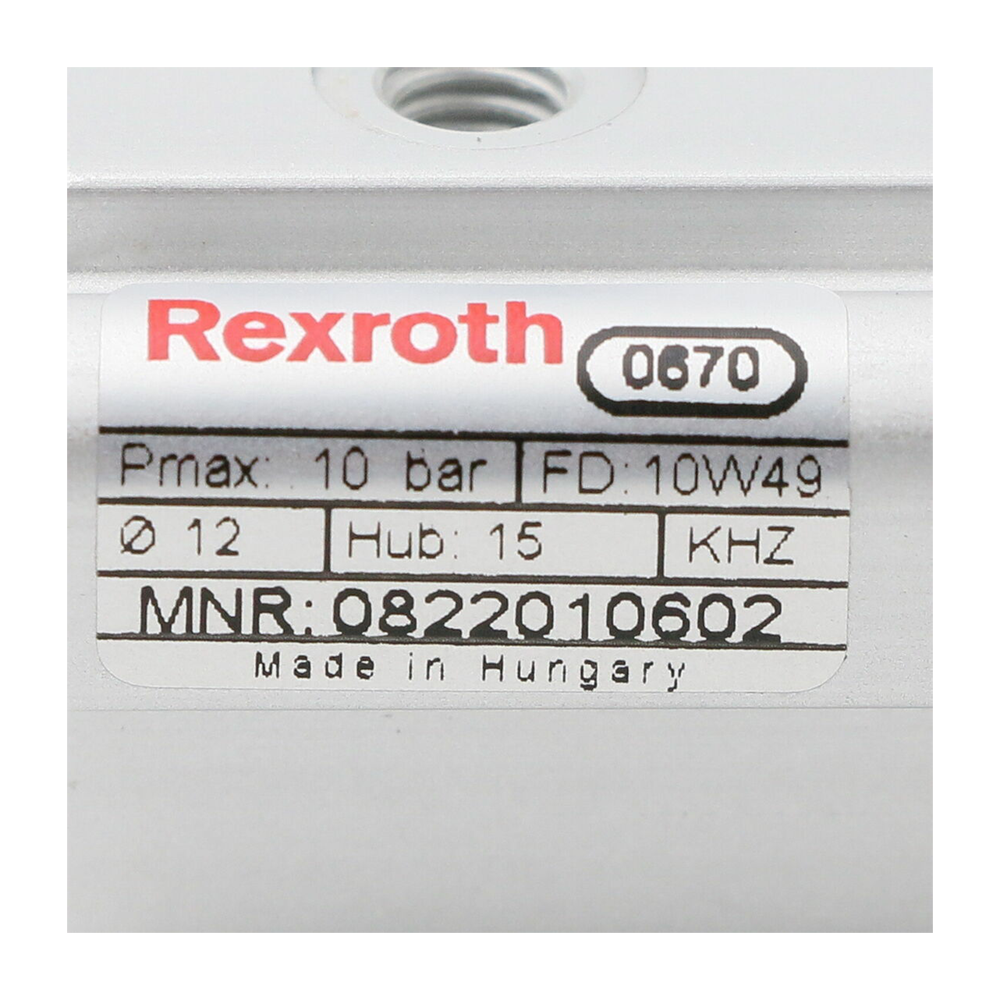 Rexroth 0670
Pmax: 10 bar FD: 10W49
Ø 12 Hub: 15 KHZ
MNR: 0822010602
Made in Hungary